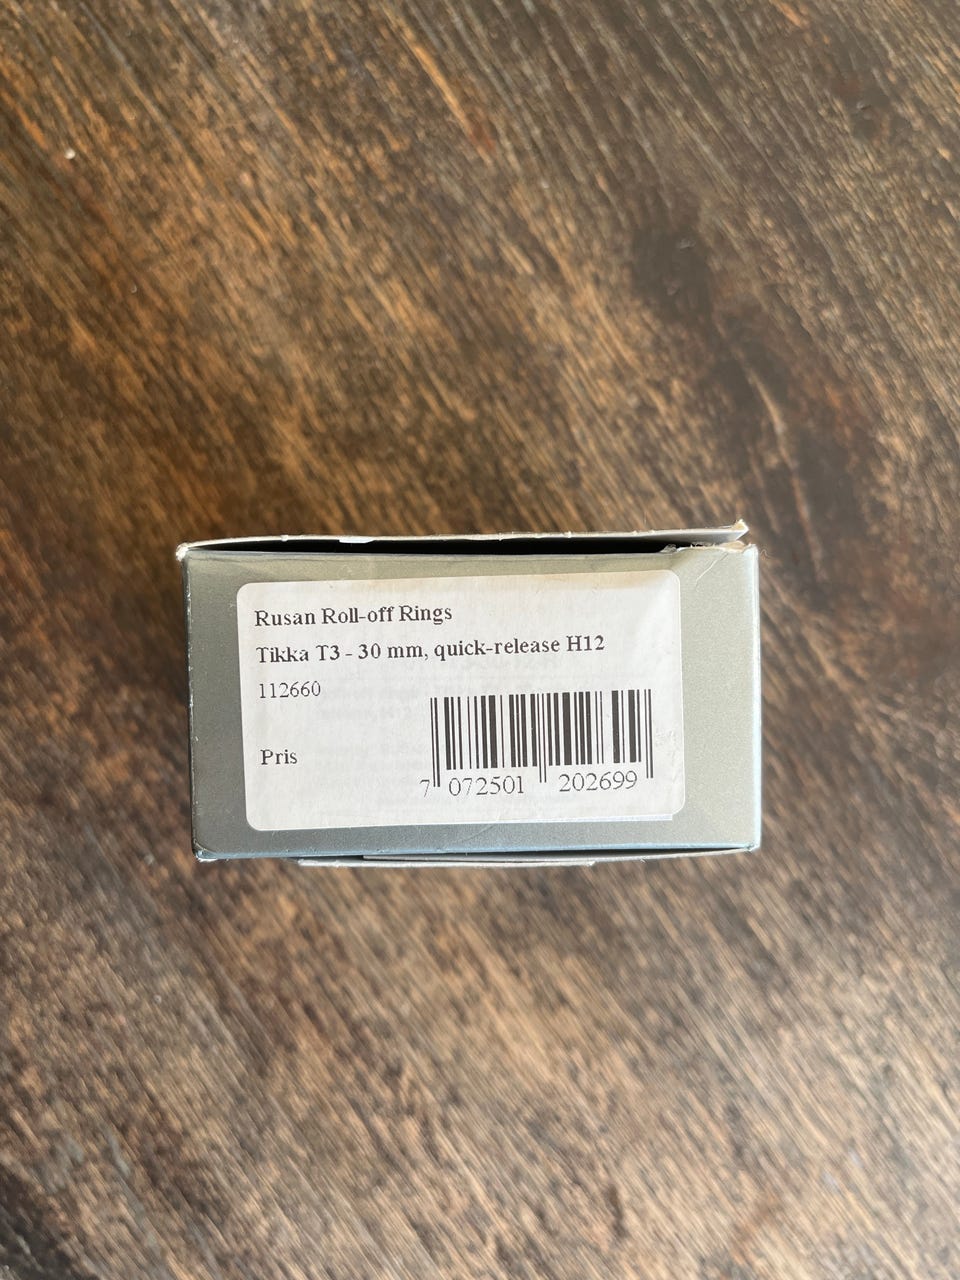 Rusan Roll-off Rings
Tikka T3 - 30 mm, quick-release H12
112660
Pris
7 072501 202699